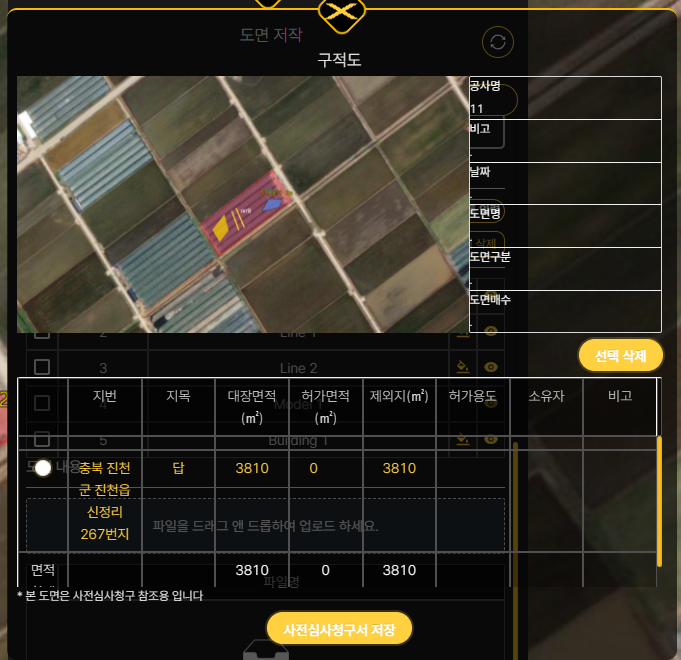 도면 저작
구적도
공사명
11
비고
-
날짜
-
도면명
삭제
도면구분
-
도면매수
-
2 Line 1
3 Line 2
선택 삭제
지번 지목 대장면적(㎡) 허가면적(㎡) 제외지(㎡) 허가용도 소유자 비고
4 Model 1
5 Building 1
내용
충북 진천군 진천읍 신정리 267번지 답 3810 0 3810
파일을 드래그 앤 드롭하여 업로드 하세요.
면적 3810 0 3810
파일명
* 본 도면은 사전심사청구 참조용 입니다
사전심사청구서 저장